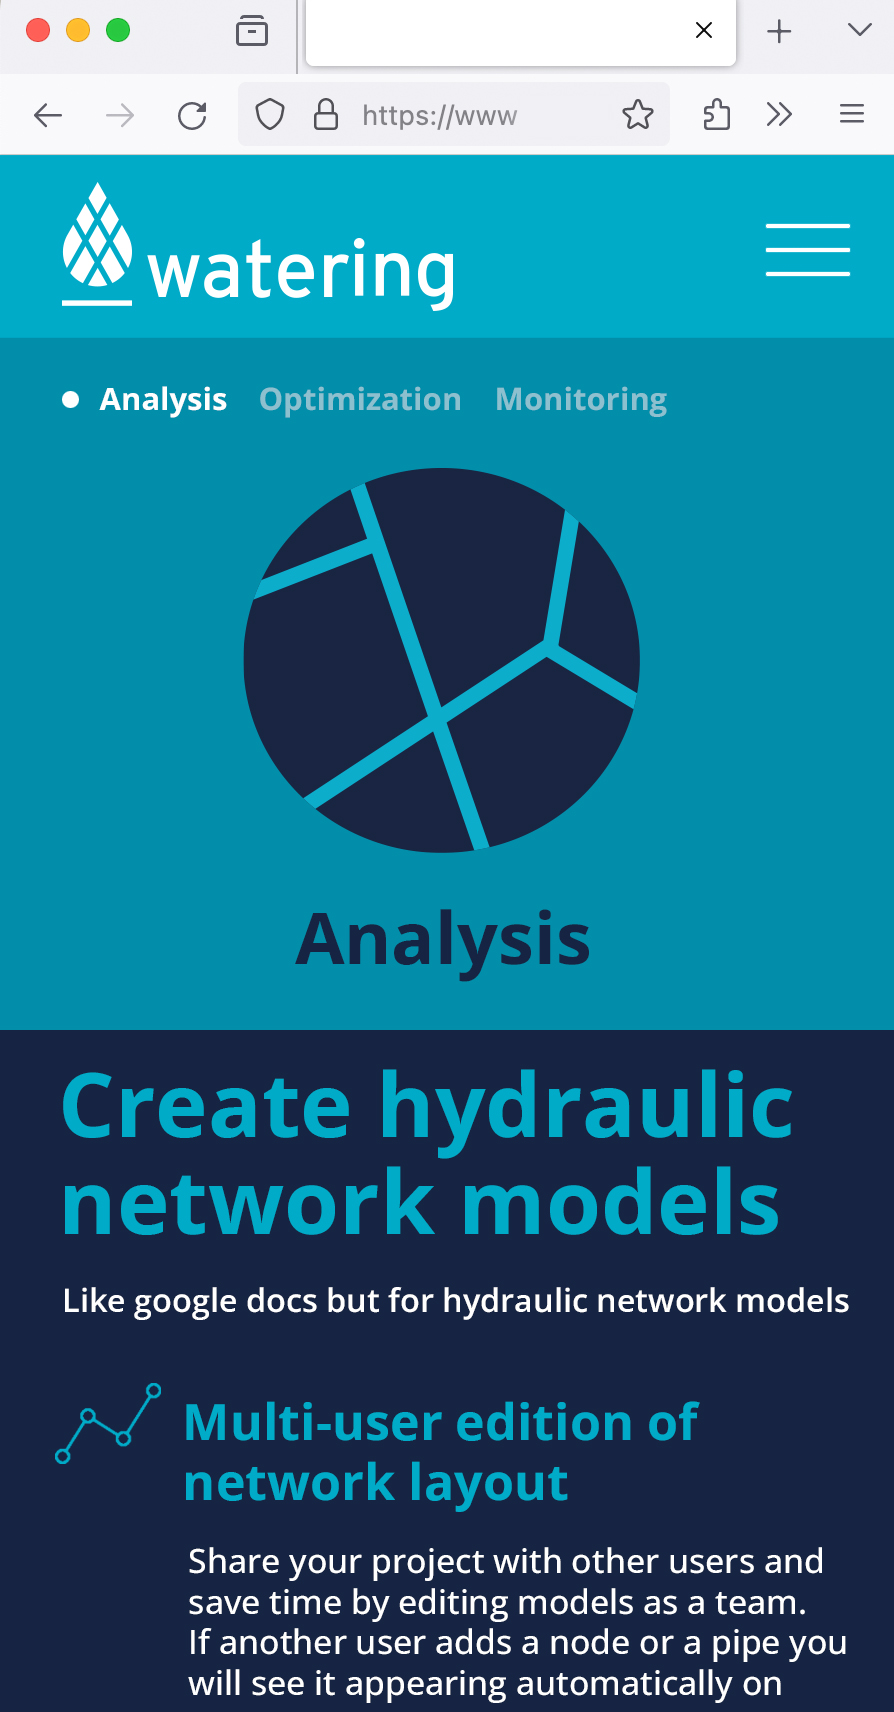 https://www
watering
Analysis Optimization Monitoring
Analysis
Create hydraulic
network models
Like google docs but for hydraulic network models
Multi-user edition of
network layout
Share your project with other users and
save time by editing models as a team.
If another user adds a node or a pipe you
will see it appearing automatically on